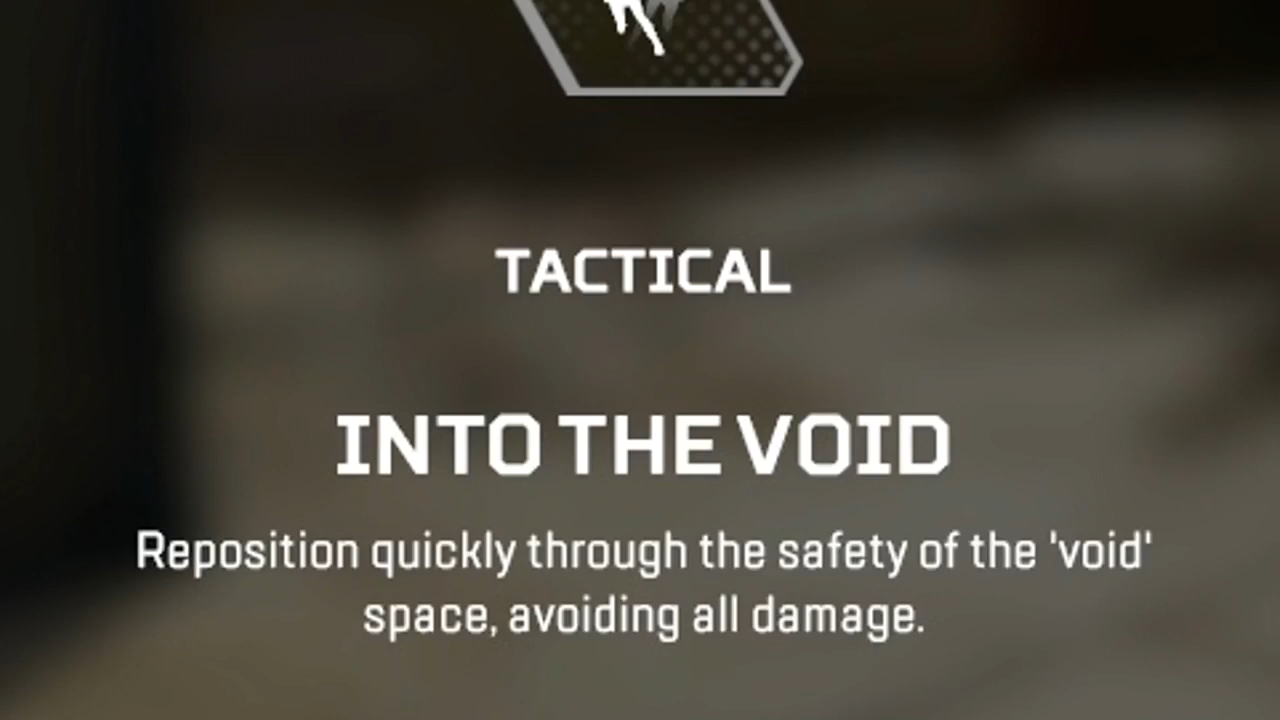 TACTICAL
INTO THE VOID
Reposition quickly through the safety of the 'void'
space, avoiding all damage.